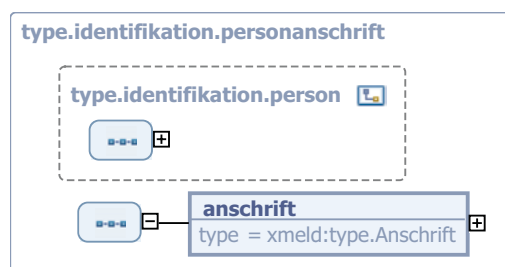 type.identifikation.personanschrift
type.identifikation.person
anschrift
type = xmeld:type.Anschrift